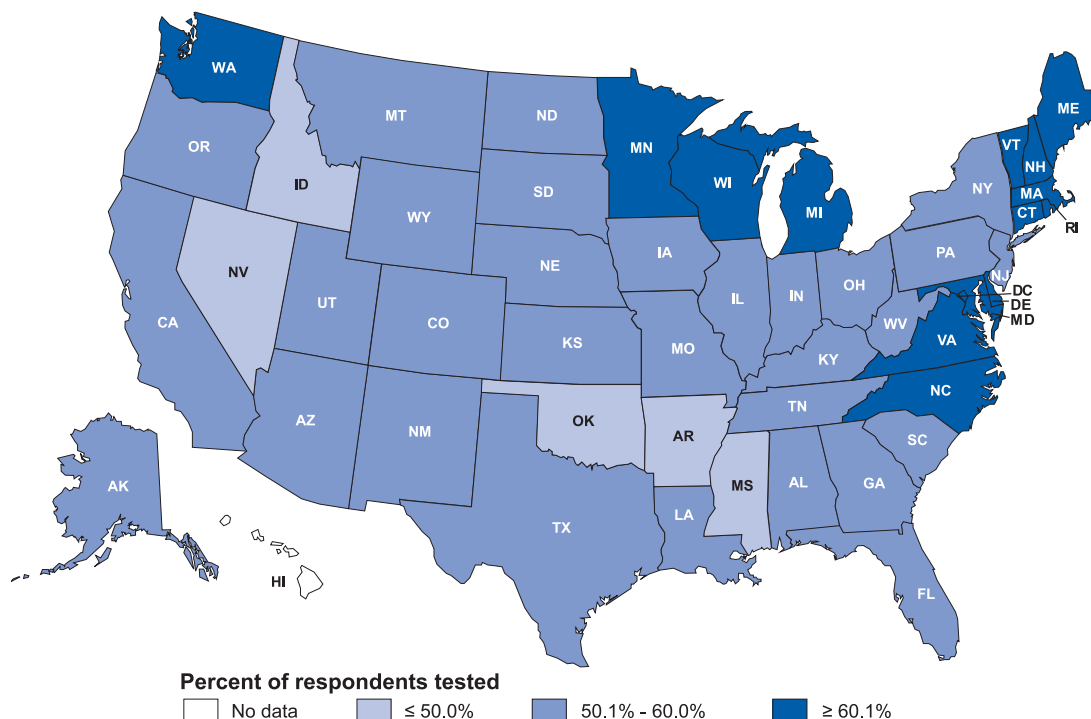 WA
MT
ND
MN
ME
VT
NH
OR
ID
SD
WI
MI
NY
MA
CT
RI
WY
IA
PA
NE
NJ
NV
OH
IL
IN
DC
DE
MD
UT
CO
WV
CA
KS
MO
VA
KY
NC
TN
AZ
NM
OK
AR
SC
MS
AL
GA
AK
LA
TX
HI
FL
Percent of respondents tested
No data ≤ 50.0% 50.1% - 60.0% ≥ 60.1%